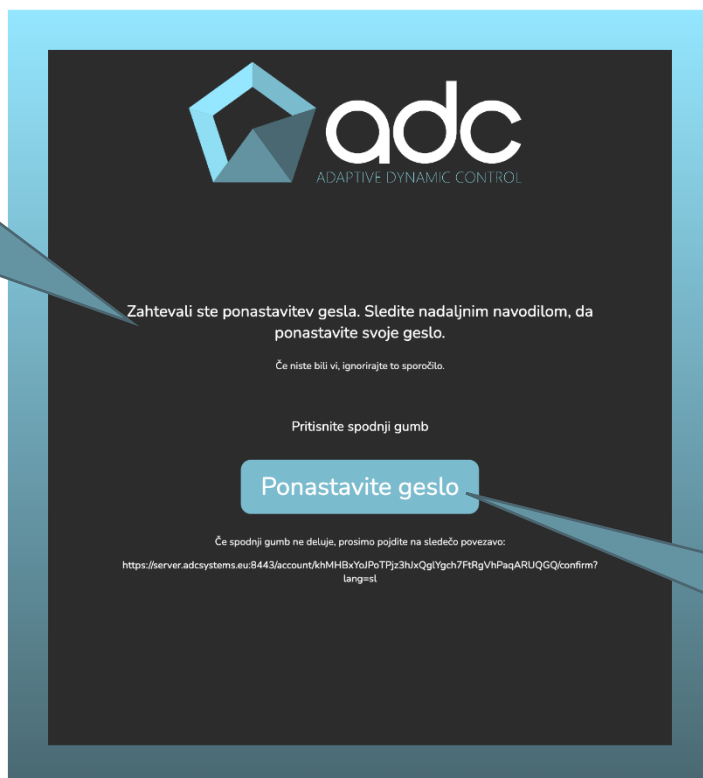 adc
ADAPTIVE DYNAMIC CONTROL
Zahtevali ste ponastavitev gesla. Sledite nadaljnim navodilom, da
ponastavite svoje geslo.
Če niste bili vi, ignorirajte to sporočilo.
Pritisnite spodnji gumb
Ponastavite geslo
Če spodnji gumb ne deluje, prosimo pojdite na sledečo povezavo:
https://server.adcsystems.eu:8443/account/khMHBxYoJPoTPjz3hJxQglYgch7FtRgVhPaqARUQGQ/confirm?
lang=sl